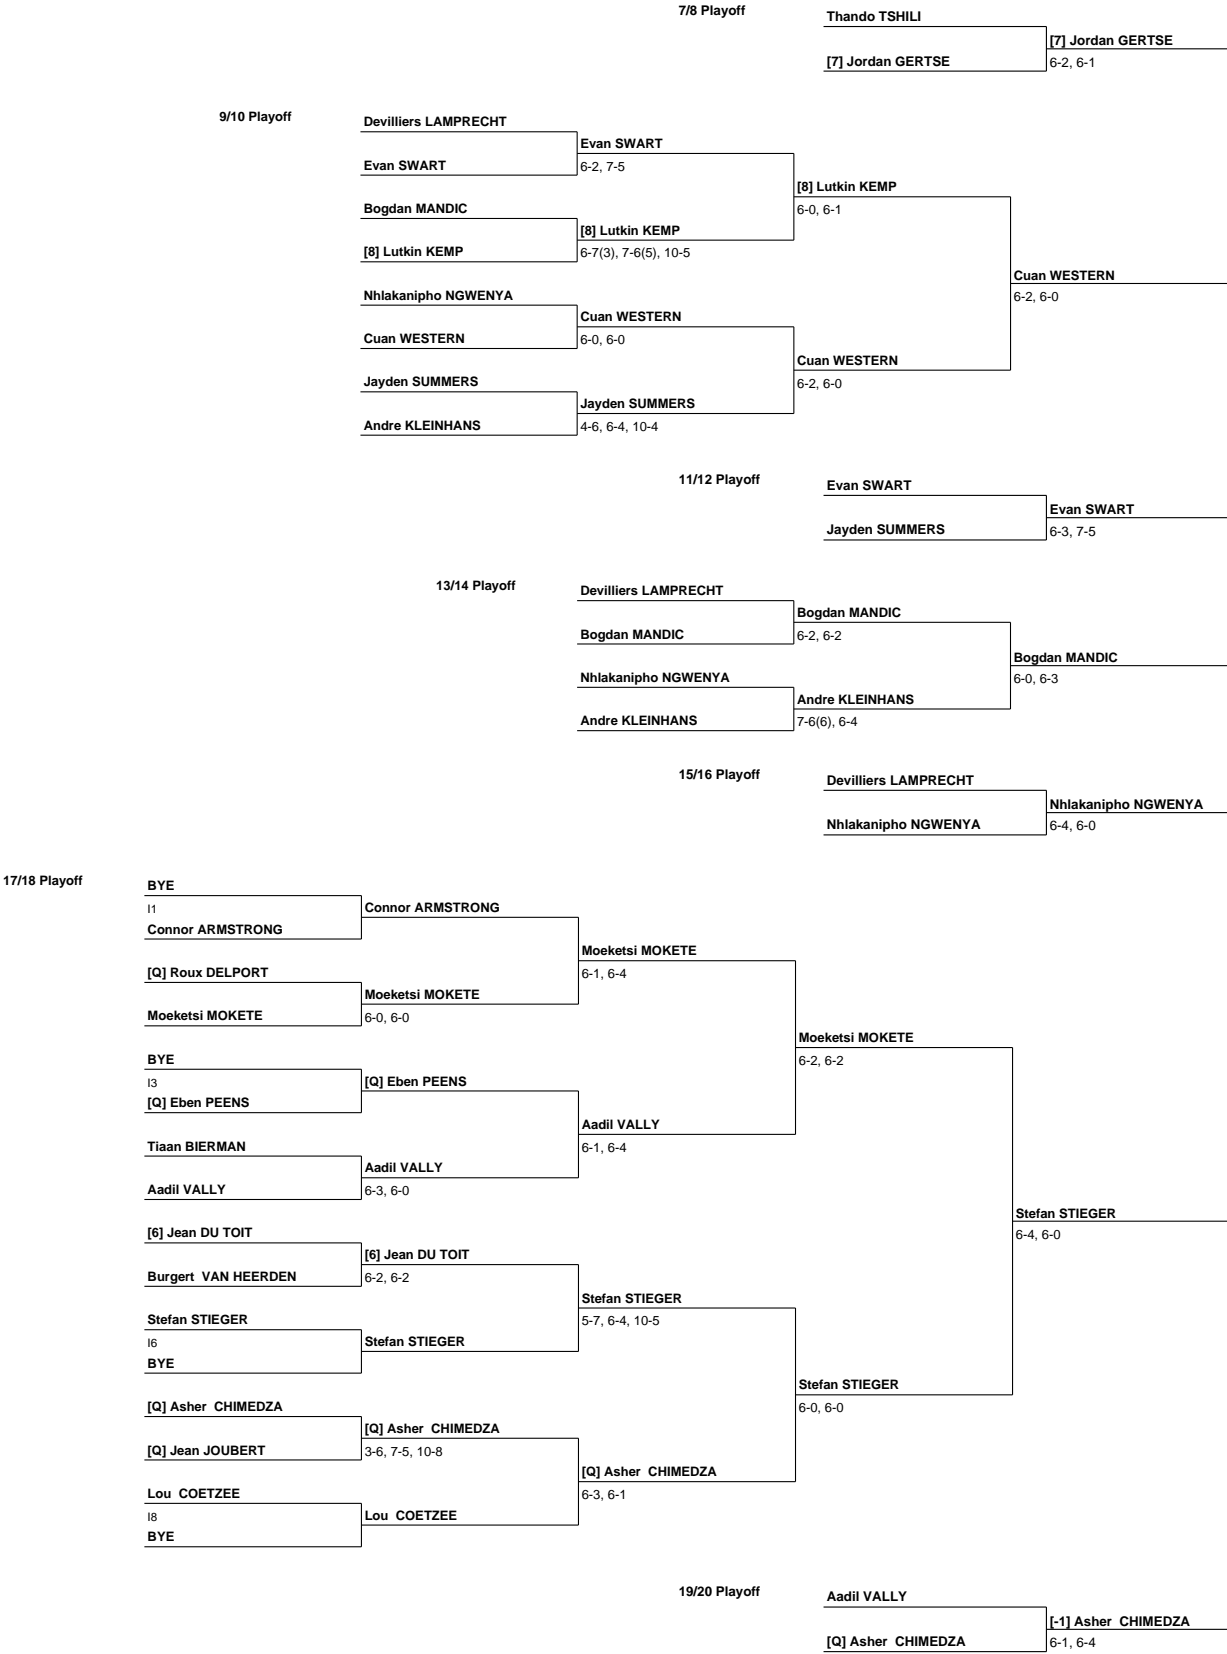 7/8 Playoff
Thando TSHILI
[7] Jordan GERTSE
[7] Jordan GERTSE
6-2, 6-1
9/10 Playoff
Devilliers LAMPRECHT
Evan SWART
Evan SWART
6-2, 7-5
[8] Lutkin KEMP
6-0, 6-1
Bogdan MANDIC
[8] Lutkin KEMP
[8] Lutkin KEMP
6-7(3), 7-6(5), 10-5
Cuan WESTERN
6-2, 6-0
Nhlakanipho NGWENYA
Cuan WESTERN
Cuan WESTERN
6-0, 6-0
Cuan WESTERN
6-2, 6-0
Jayden SUMMERS
Jayden SUMMERS
Andre KLEINHANS
4-6, 6-4, 10-4
11/12 Playoff
Evan SWART
Evan SWART
Jayden SUMMERS
6-3, 7-5
13/14 Playoff
Devilliers LAMPRECHT
Bogdan MANDIC
Bogdan MANDIC
6-2, 6-2
Bogdan MANDIC
6-0, 6-3
Nhlakanipho NGWENYA
Andre KLEINHANS
Andre KLEINHANS
7-6(6), 6-4
15/16 Playoff
Devilliers LAMPRECHT
Nhlakanipho NGWENYA
Nhlakanipho NGWENYA
6-4, 6-0
17/18 Playoff
BYE
I1
Connor ARMSTRONG
Connor ARMSTRONG
Moeketsi MOKETE
6-1, 6-4
[Q] Roux DELPORT
Moeketsi MOKETE
Moeketsi MOKETE
6-0, 6-0
Moeketsi MOKETE
6-2, 6-2
BYE
I3
[Q] Eben PEENS
[Q] Eben PEENS
Aadil VALLY
6-1, 6-4
Tiaan BIERMAN
Aadil VALLY
Aadil VALLY
6-3, 6-0
Stefan STIEGER
6-4, 6-0
[6] Jean DU TOIT
[6] Jean DU TOIT
Burgert  VAN HEERDEN
6-2, 6-2
Stefan STIEGER
5-7, 6-4, 10-5
Stefan STIEGER
I6
Stefan STIEGER
BYE
Stefan STIEGER
6-0, 6-0
[Q] Asher  CHIMEDZA
[Q] Asher  CHIMEDZA
[Q] Jean JOUBERT
3-6, 7-5, 10-8
[Q] Asher  CHIMEDZA
6-3, 6-1
Lou  COETZEE
I8
Lou  COETZEE
BYE
19/20 Playoff
Aadil VALLY
[-1] Asher  CHIMEDZA
[Q] Asher  CHIMEDZA
6-1, 6-4